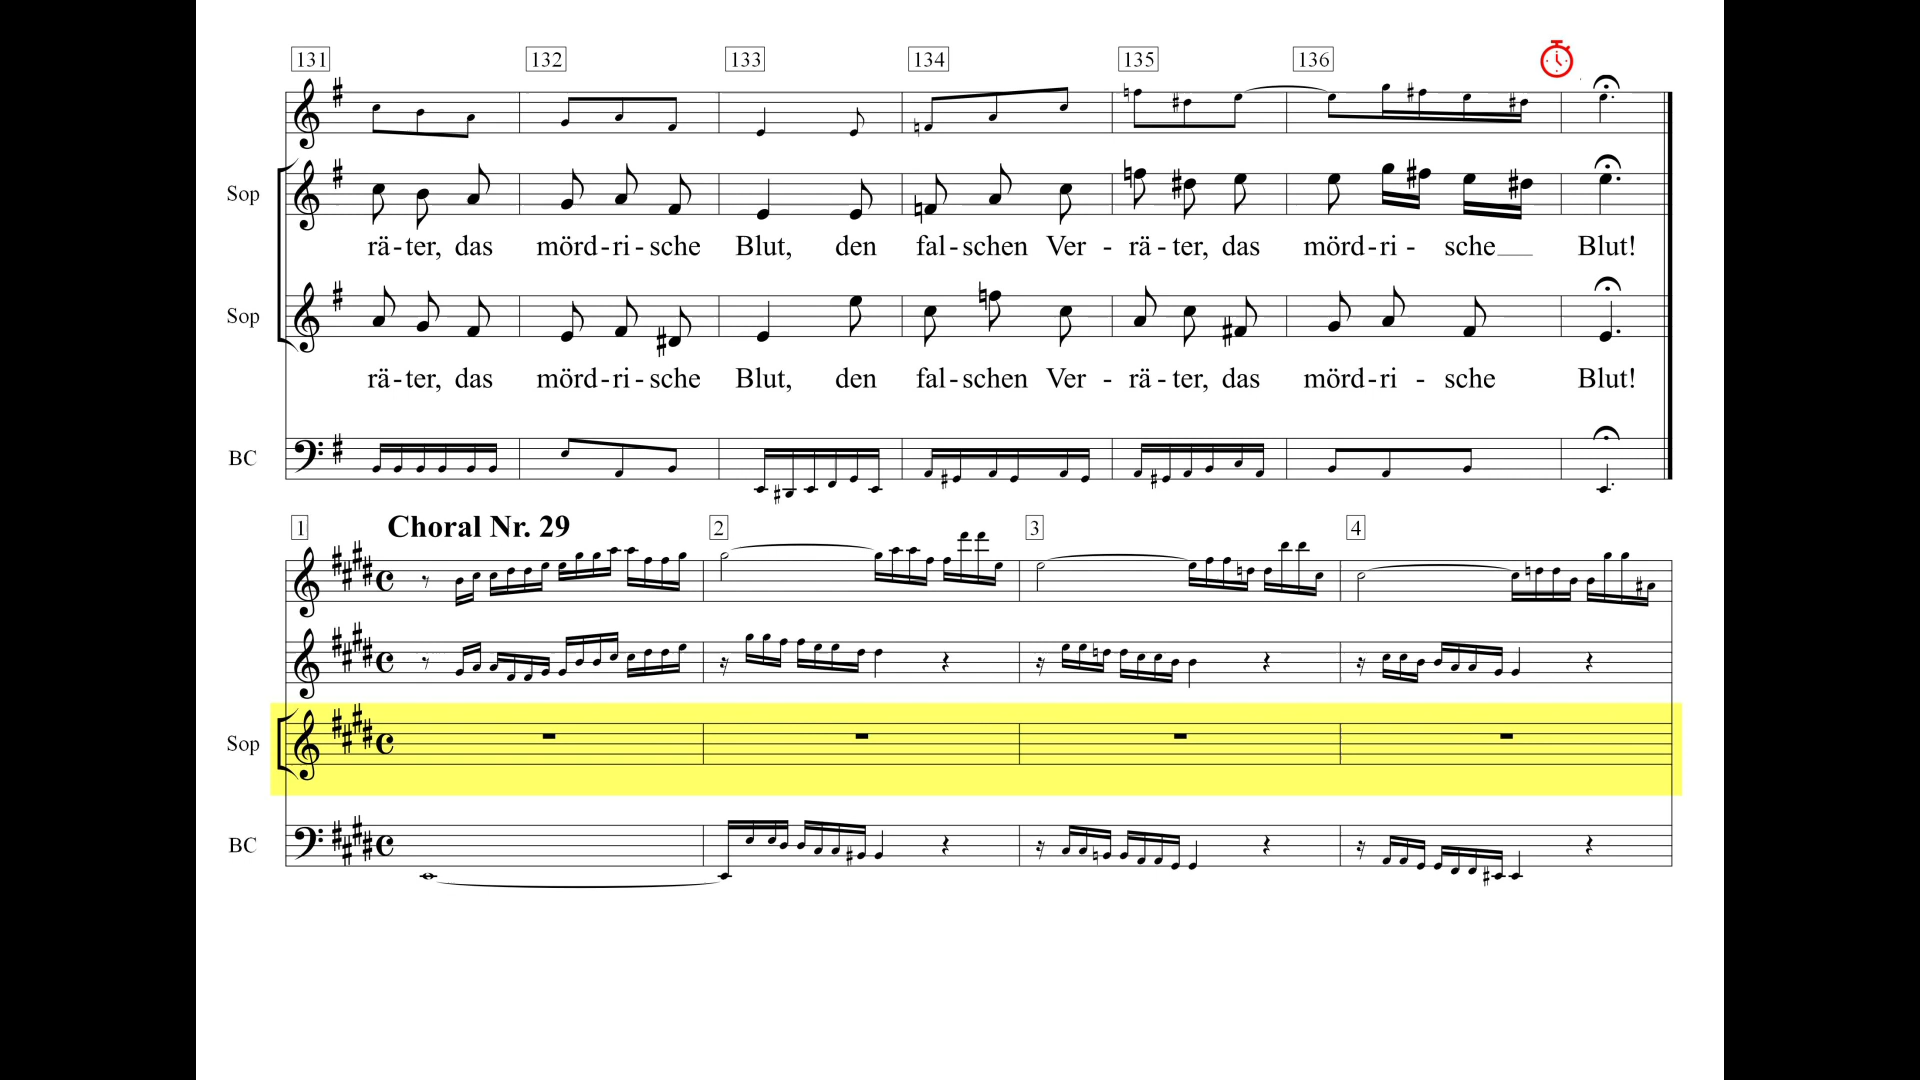 131 132 133 134 135 136
Sop
rä-ter, das mörd-ri-sche Blut, den fal-schen Ver - rä-ter, das mörd-ri - sche Blut!
Sop
rä-ter, das mörd-ri-sche Blut, den fal-schen Ver - rä-ter, das mörd-ri - sche Blut!
BC
1 Choral Nr. 29 2 3 4
Sop
BC